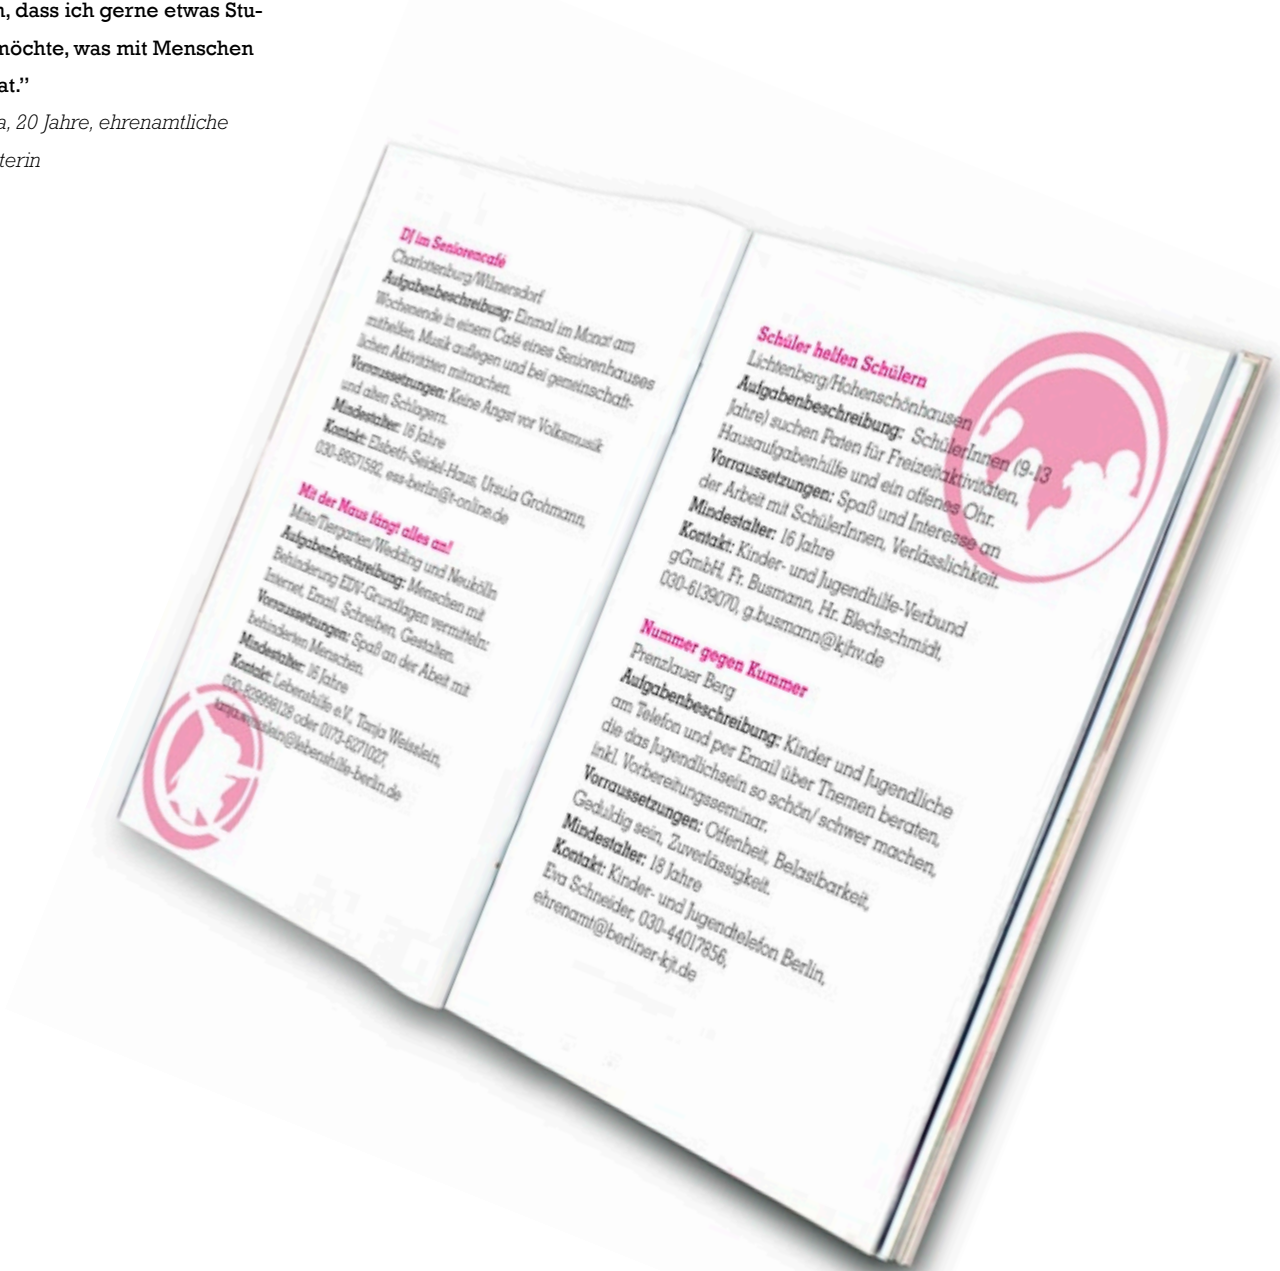 , dass ich gerne etwas Stu-
möchte, was mit Menschen
at.”
a, 20 Jahre, ehrenamtliche
terin
DJ im Seniorencafé
Charlottenburg/Wilmersdorf
Aufgabenbeschreibung: Einmal im Monat am
Wochenende in einem Café eines Seniorenhauses
mithelfen, Musik auflegen und bei gemeinschaft-
lichen Aktivitäten mitmachen.
Vorraussetzungen: Keine Angst vor Volksmusik
und alten Schlagern.
Mindestalter: 16 Jahre
Kontakt: Elsbeth-Seidel-Haus, Ursula Grohmann,
030-86571592, ess-berlin@t-online.de
Mit der Maus fängt alles an!
Mitte/Tiergarten/Wedding und Neukölln
Aufgabenbeschreibung: Menschen mit
Behinderung EDV-Grundlagen vermitteln:
Internet, Email, Schreiben, Gestalten.
Vorraussetzungen: Spaß an der Abeit mit
behinderten Menschen.
Mindestalter: 16 Jahre
Kontakt: Lebenshilfe e.V., Tanja Weisslein,
030-829998128 oder 0173-6271027,
tanja.weisslein@lebenshilfe-berlin.de
Schüler helfen Schülern
Lichtenberg/Hohenschönhausen
Aufgabenbeschreibung: SchülerInnen (9-13
Jahre) suchen Paten für Freizeitaktivitäten,
Hausaufgabenhilfe und ein offenes Ohr.
Vorraussetzungen: Spaß und Interesse an
der Arbeit mit SchülerInnen, Verlässlichkeit.
Mindestalter: 16 Jahre
Kontakt: Kinder- und Jugendhilfe-Verbund
gGmbH, Fr. Busmann, Hr. Blechschmidt,
030-6139070, g.busmann@kjhv.de
Nummer gegen Kummer
Prenzlauer Berg
Aufgabenbeschreibung: Kinder und Jugendliche
am Telefon und per Email über Themen beraten,
die das Jugendlichsein so schön/ schwer machen,
inkl. Vorbereitungsseminar.
Vorraussetzungen: Offenheit, Belastbarkeit,
Geduldig sein, Zuverlässigkeit.
Mindestalter: 18 Jahre
Kontakt: Kinder- und Jugendtelefon Berlin,
Eva Schneider, 030-44017856,
ehrenamt@berliner-kjt.de